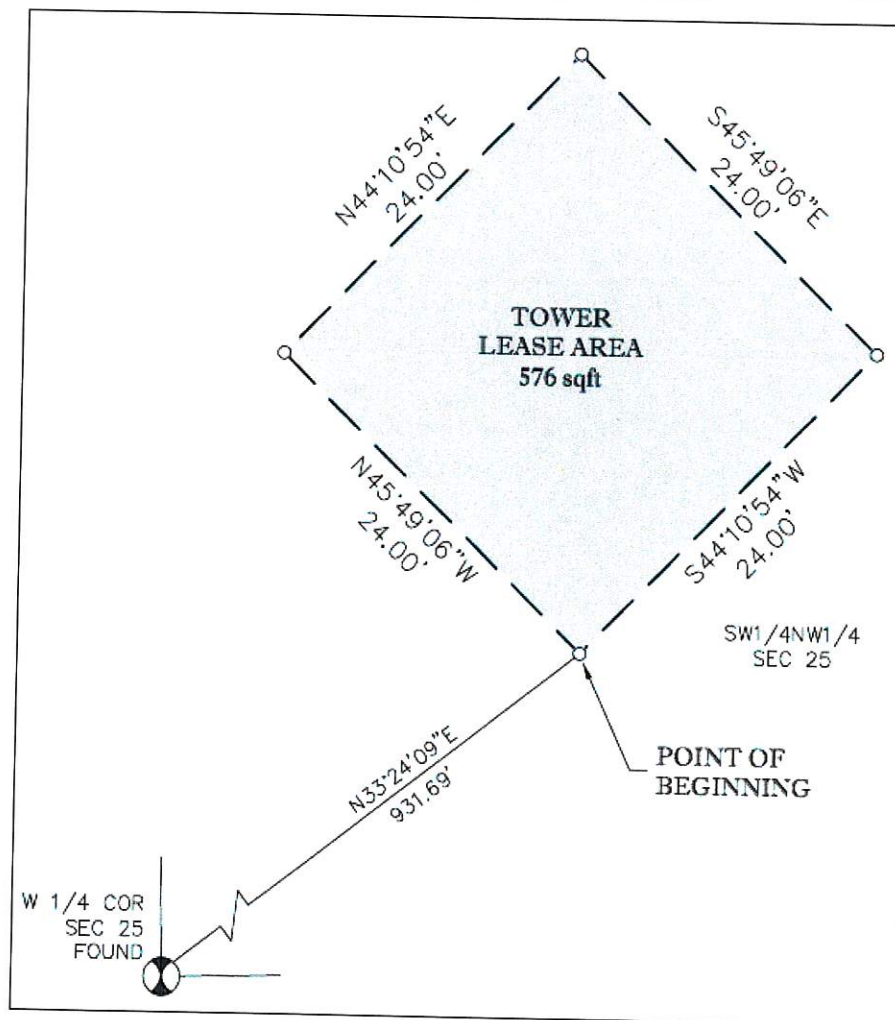 N44°10'54"E
24.00'
S45°49'06"E
24.00'
TOWER
LEASE AREA
576 sqft
N45°49'06"W
24.00'
S44°10'54"W
24.00'
SW1/4NW1/4
SEC 25
N33°24'09"E
931.69'
POINT OF
BEGINNING
W 1/4 COR
SEC 25
FOUND